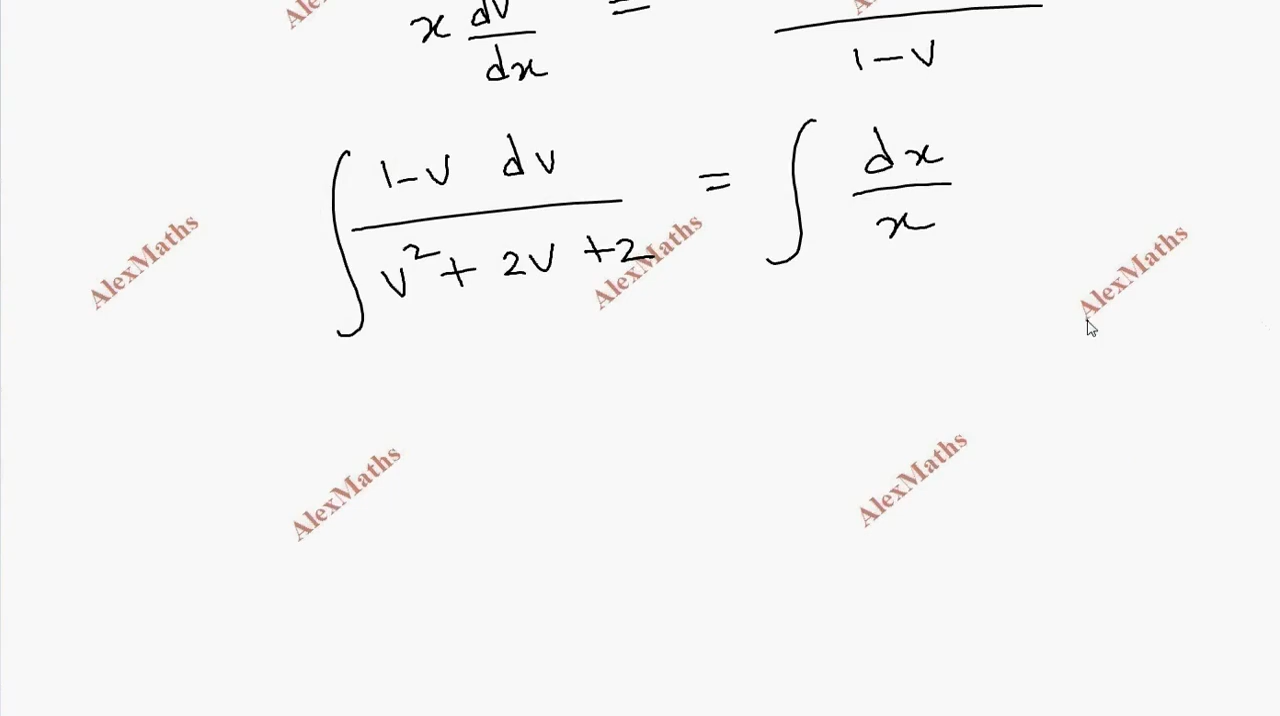 x dv/dx = /(1-v)
∫ 1-v dv / v²+2v+2 = ∫ dx/x
AlexMaths
AlexMaths
AlexMaths
AlexMaths
AlexMaths